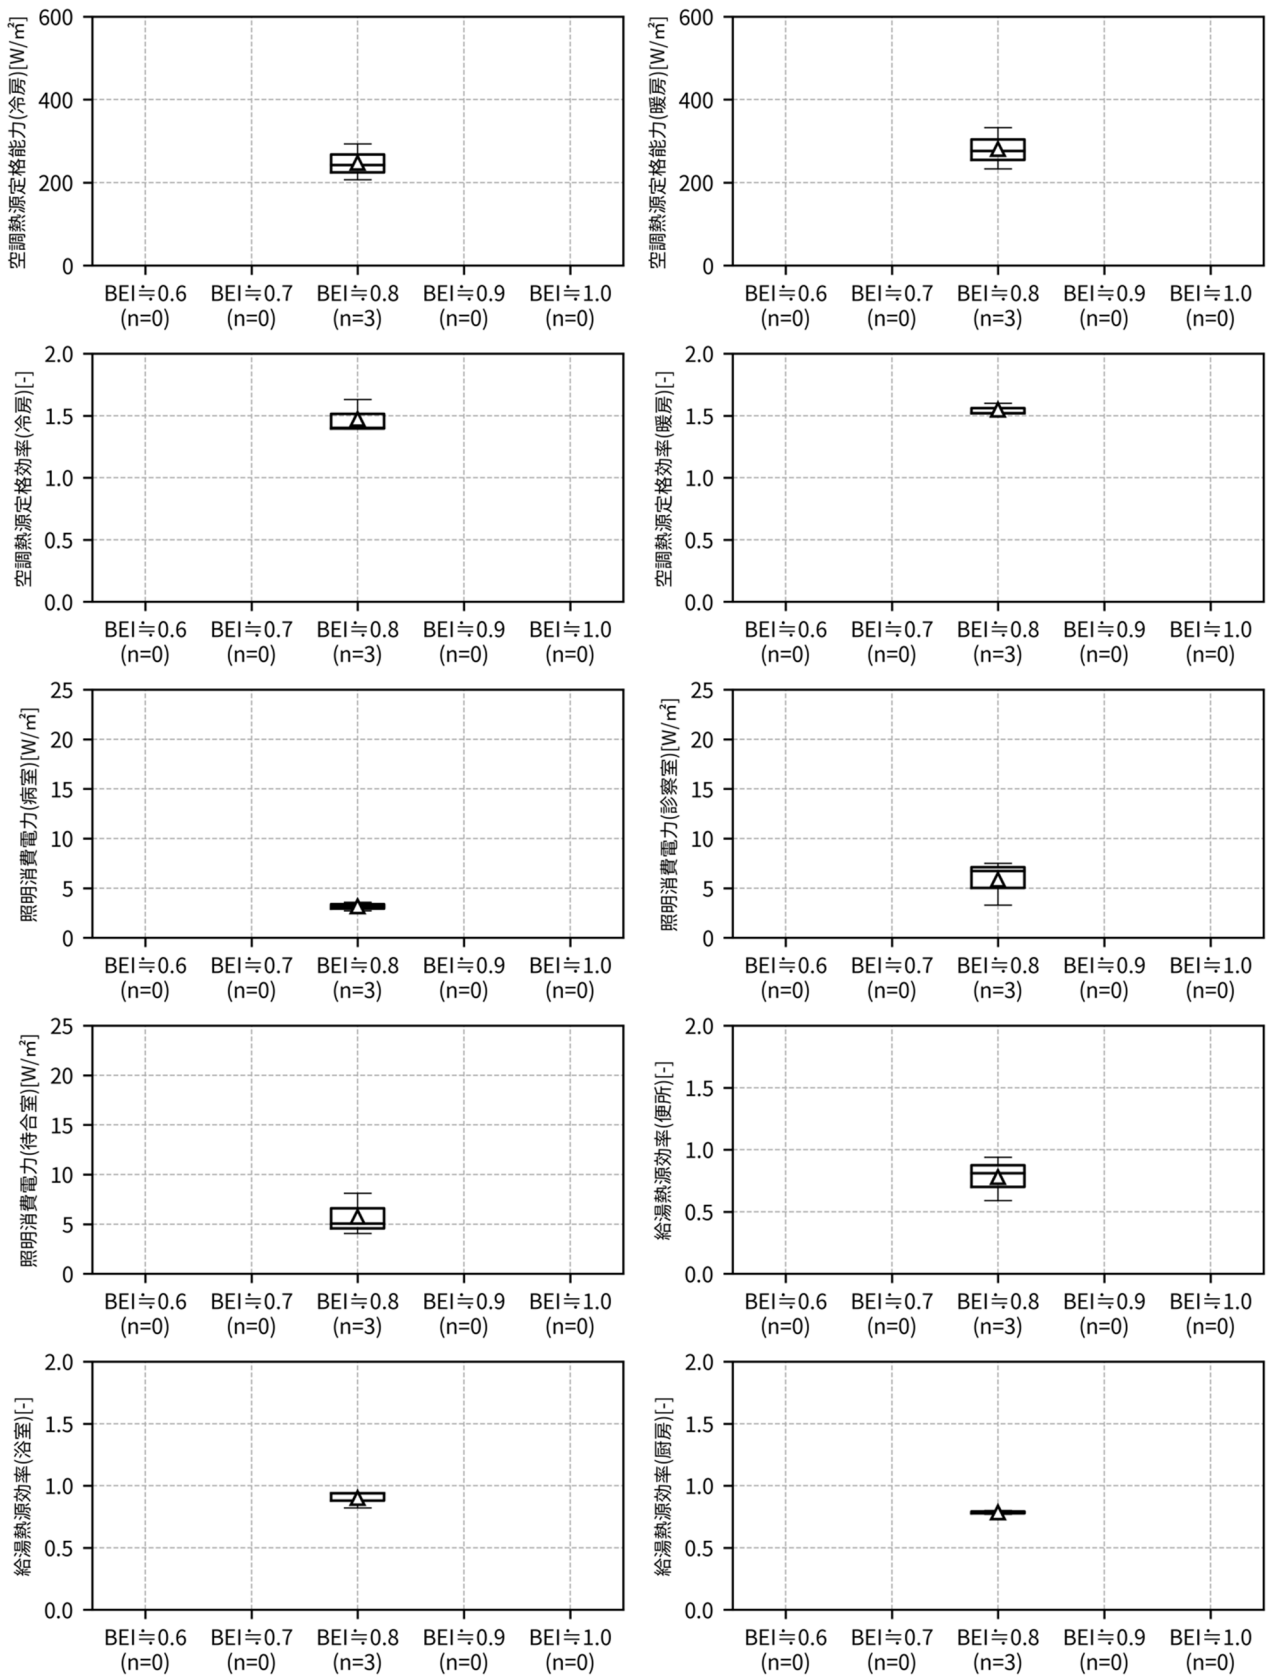 空調熱源定格能力(冷房)[W/㎡]
600
400
200
0
BEI≒0.6 BEI≒0.7 BEI≒0.8 BEI≒0.9 BEI≒1.0
(n=0) (n=0) (n=3) (n=0) (n=0)
空調熱源定格能力(暖房)[W/㎡]
600
400
200
0
BEI≒0.6 BEI≒0.7 BEI≒0.8 BEI≒0.9 BEI≒1.0
(n=0) (n=0) (n=3) (n=0) (n=0)
空調熱源定格効率(冷房)[-]
2.0
1.5
1.0
0.5
0.0
BEI≒0.6 BEI≒0.7 BEI≒0.8 BEI≒0.9 BEI≒1.0
(n=0) (n=0) (n=3) (n=0) (n=0)
空調熱源定格効率(暖房)[-]
2.0
1.5
1.0
0.5
0.0
BEI≒0.6 BEI≒0.7 BEI≒0.8 BEI≒0.9 BEI≒1.0
(n=0) (n=0) (n=3) (n=0) (n=0)
照明消費電力(病室)[W/㎡]
25
20
15
10
5
0
BEI≒0.6 BEI≒0.7 BEI≒0.8 BEI≒0.9 BEI≒1.0
(n=0) (n=0) (n=3) (n=0) (n=0)
照明消費電力(診察室)[W/㎡]
25
20
15
10
5
0
BEI≒0.6 BEI≒0.7 BEI≒0.8 BEI≒0.9 BEI≒1.0
(n=0) (n=0) (n=3) (n=0) (n=0)
照明消費電力(待合室)[W/㎡]
25
20
15
10
5
0
BEI≒0.6 BEI≒0.7 BEI≒0.8 BEI≒0.9 BEI≒1.0
(n=0) (n=0) (n=3) (n=0) (n=0)
給湯熱源効率(便所)[-]
2.0
1.5
1.0
0.5
0.0
BEI≒0.6 BEI≒0.7 BEI≒0.8 BEI≒0.9 BEI≒1.0
(n=0) (n=0) (n=3) (n=0) (n=0)
給湯熱源効率(浴室)[-]
2.0
1.5
1.0
0.5
0.0
BEI≒0.6 BEI≒0.7 BEI≒0.8 BEI≒0.9 BEI≒1.0
(n=0) (n=0) (n=3) (n=0) (n=0)
給湯熱源効率(厨房)[-]
2.0
1.5
1.0
0.5
0.0
BEI≒0.6 BEI≒0.7 BEI≒0.8 BEI≒0.9 BEI≒1.0
(n=0) (n=0) (n=3) (n=0) (n=0)